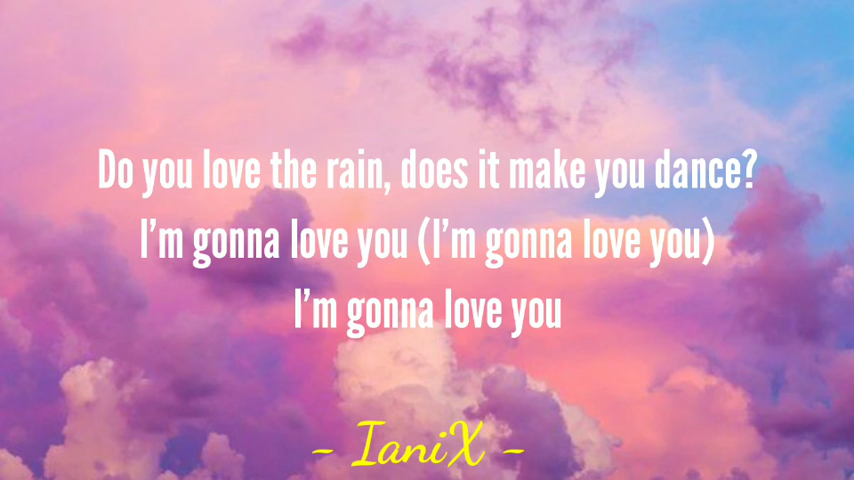 Do you love the rain, does it make you dance?
I'm gonna love you (I'm gonna love you)
I'm gonna love you
~ IaniX ~